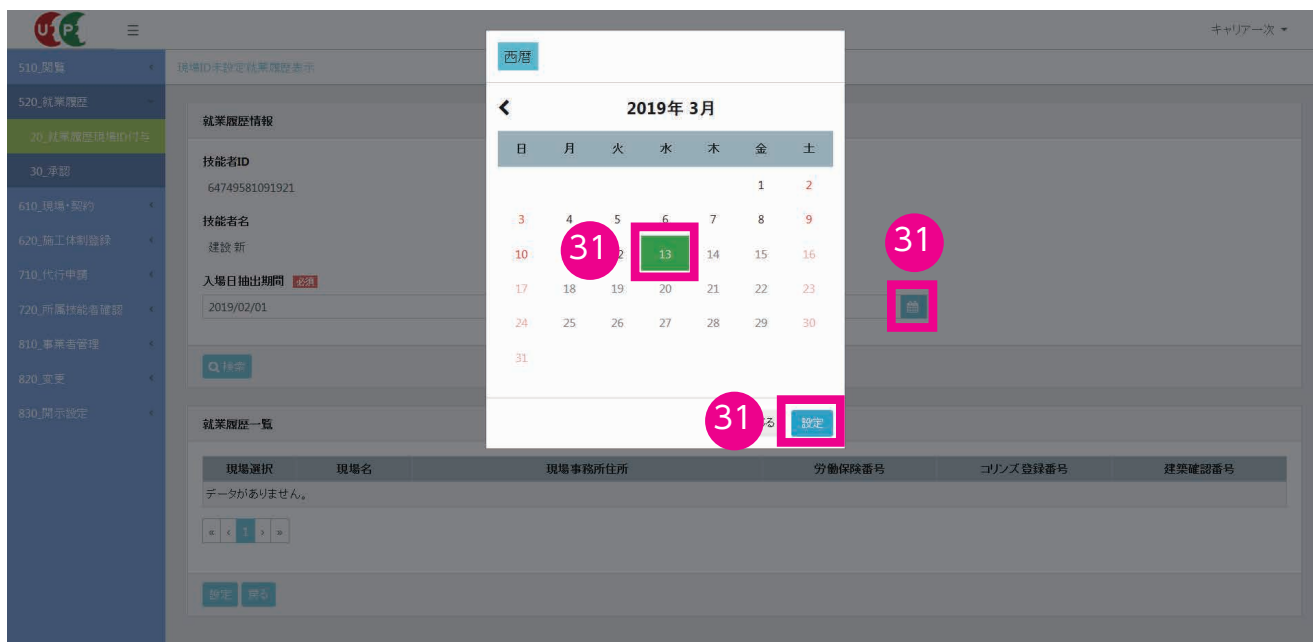 U P
キャリア一次
510_閲覧
520_就業履歴
20_就業履歴現場ID付与
30_承認
610_現場・契約
620_施工体制登録
710_代行申請
720_所属技能者確認
810_事業者管理
820_変更
830_開示設定
現場ID未設定就業履歴表示
就業履歴情報
技能者ID
64749581091921
技能者名
建設 新
入場日抽出期間 必須
2019/02/01
検索
西暦
2019年 3月
日 月 火 水 木 金 土
1 2
3 4 5 6 7 8 9
10 31 2 13 14 15 16
17 18 19 20 21 22 23
24 25 26 27 28 29 30
31
31
31 る 設定
就業履歴一覧
現場選択 現場名 現場事務所住所 労働保険番号 コリンズ登録番号 建築確認番号
データがありません。
« ‹ 1 › »
設定 戻る